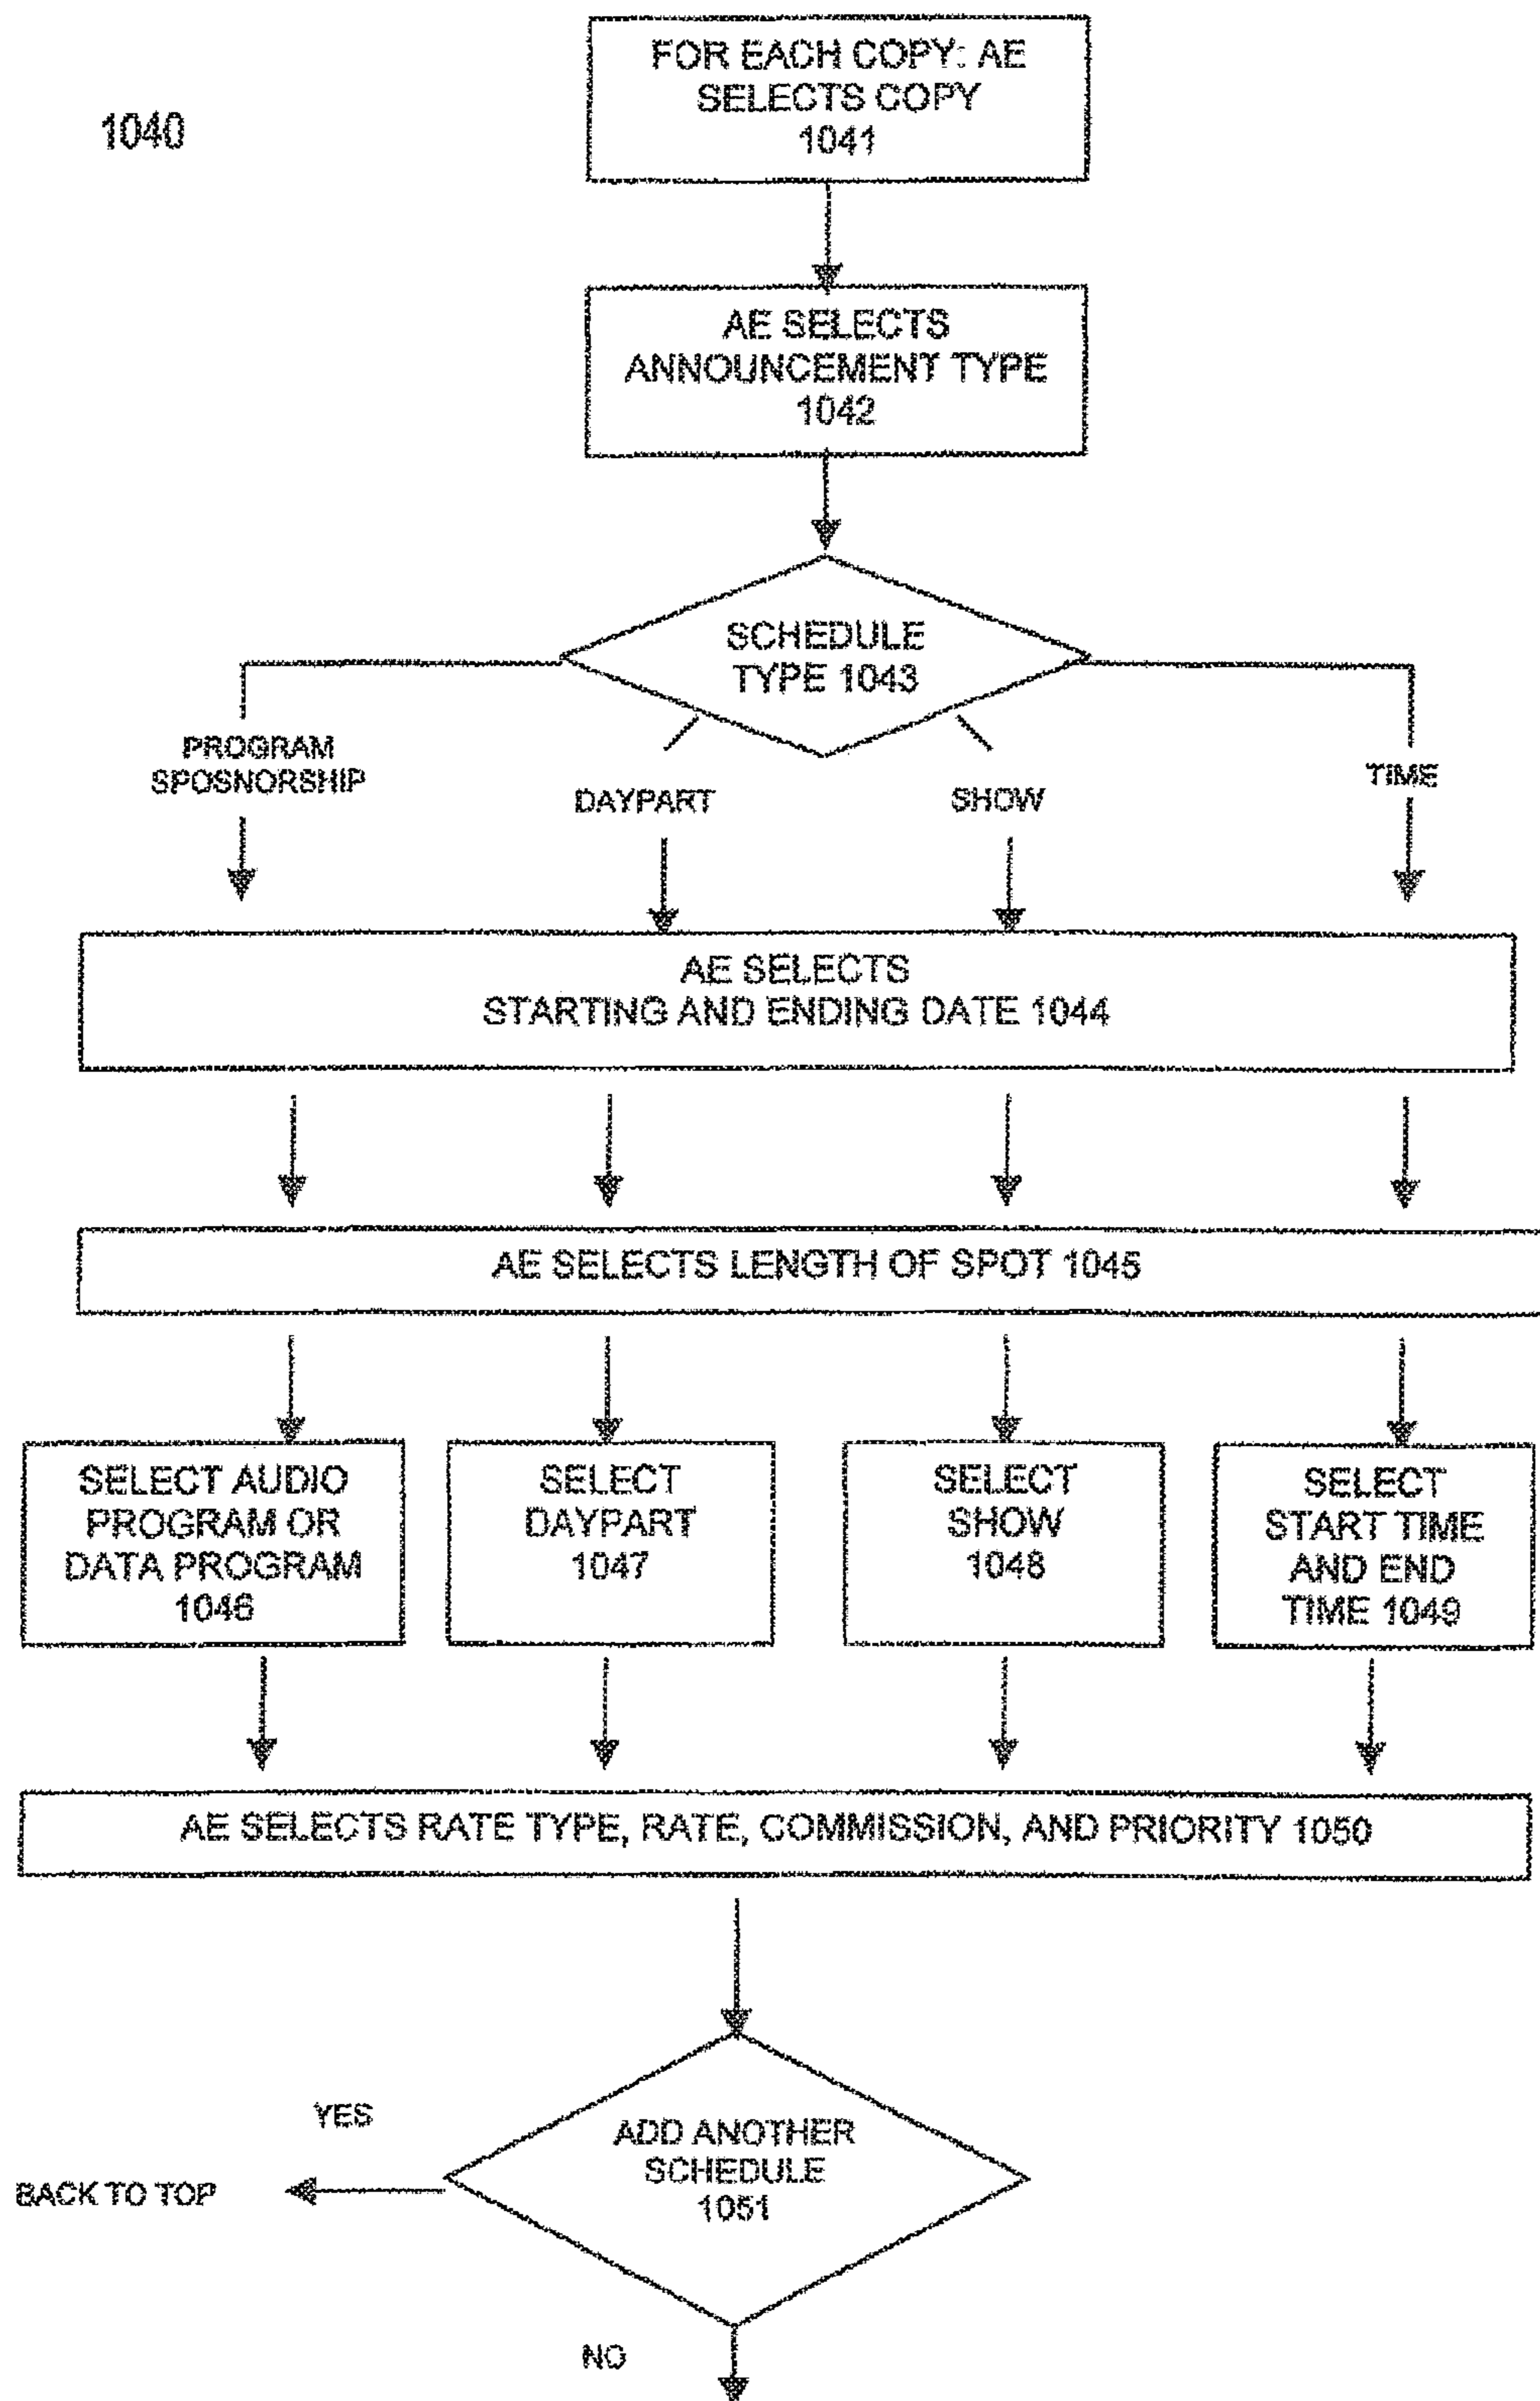 1040
FOR EACH COPY: AE
SELECTS COPY
1041
AE SELECTS
ANNOUNCEMENT TYPE
1042
SCHEDULE
TYPE 1043
PROGRAM
SPOSNORSHIP
DAYPART
SHOW
TIME
AE SELECTS
STARTING AND ENDING DATE 1044
AE SELECTS LENGTH OF SPOT 1045
SELECT AUDIO
PROGRAM OR
DATA PROGRAM
1046
SELECT
DAYPART
1047
SELECT
SHOW
1048
SELECT
START TIME
AND END
TIME 1049
AE SELECTS RATE TYPE, RATE, COMMISSION, AND PRIORITY 1050
YES
BACK TO TOP
ADD ANOTHER
SCHEDULE
1051
NO